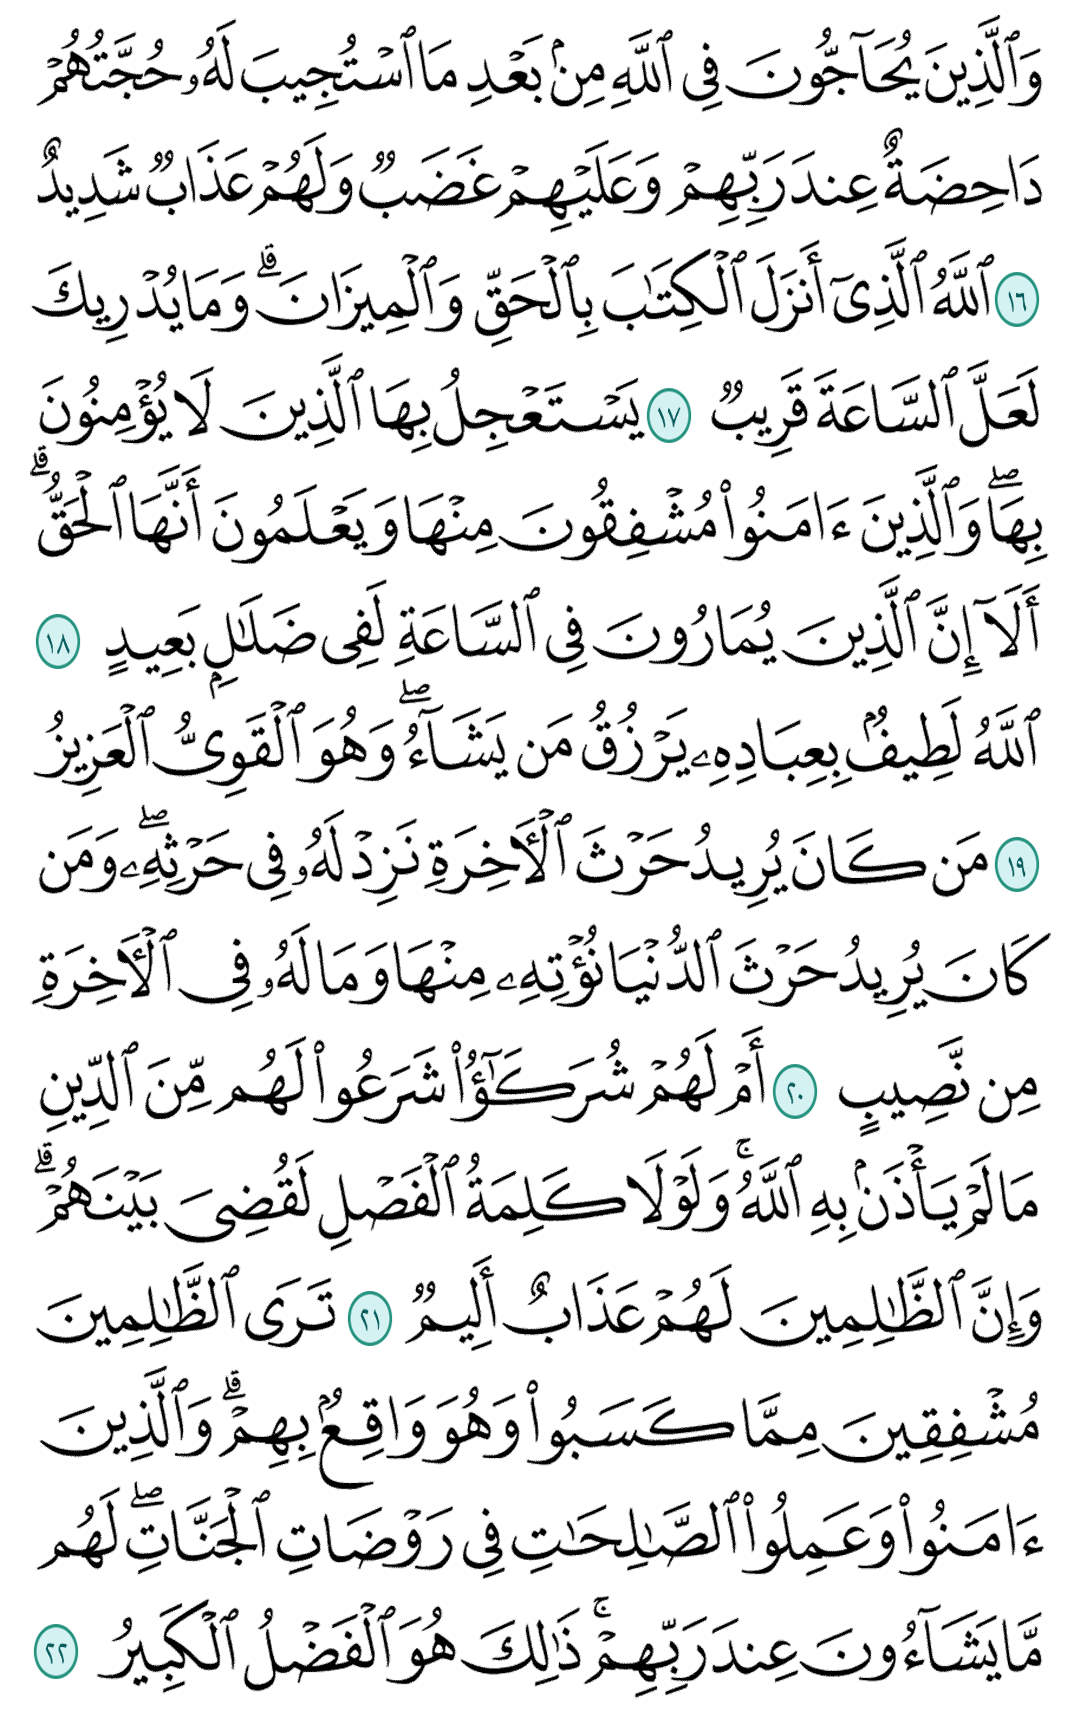 وَٱلَّذِينَ يُحَآجُّونَ فِى ٱللَّهِ مِنۢ بَعْدِ مَا ٱسْتُجِيبَ لَهُۥ حُجَّتُهُمْ
دَاحِضَةٌ عِندَ رَبِّهِمْ وَعَلَيْهِمْ غَضَبٌ وَلَهُمْ عَذَابٌ شَدِيدٌ
١٦ ٱللَّهُ ٱلَّذِىٓ أَنزَلَ ٱلْكِتَـٰبَ بِٱلْحَقِّ وَٱلْمِيزَانَ ۗ وَمَا يُدْرِيكَ
لَعَلَّ ٱلسَّاعَةَ قَرِيبٌ ١٧ يَسْتَعْجِلُ بِهَا ٱلَّذِينَ لَا يُؤْمِنُونَ
بِهَا ۖ وَٱلَّذِينَ ءَامَنُوا۟ مُشْفِقُونَ مِنْهَا وَيَعْلَمُونَ أَنَّهَا ٱلْحَقُّ ۗ
أَلَآ إِنَّ ٱلَّذِينَ يُمَارُونَ فِى ٱلسَّاعَةِ لَفِى ضَلَـٰلٍۭ بَعِيدٍ ١٨
ٱللَّهُ لَطِيفٌۢ بِعِبَادِهِۦ يَرْزُقُ مَن يَشَآءُ ۖ وَهُوَ ٱلْقَوِىُّ ٱلْعَزِيزُ
١٩ مَن كَانَ يُرِيدُ حَرْثَ ٱلْـَٔاخِرَةِ نَزِدْ لَهُۥ فِى حَرْثِهِۦ ۖ وَمَن
كَانَ يُرِيدُ حَرْثَ ٱلدُّنْيَا نُؤْتِهِۦ مِنْهَا وَمَا لَهُۥ فِى ٱلْـَٔاخِرَةِ
مِن نَّصِيبٍ ٢٠ أَمْ لَهُمْ شُرَكَـٰٓؤُا۟ شَرَعُوا۟ لَهُم مِّنَ ٱلدِّينِ
مَا لَمْ يَأْذَنۢ بِهِ ٱللَّهُ ۚ وَلَوْلَا كَلِمَةُ ٱلْفَصْلِ لَقُضِىَ بَيْنَهُمْ ۗ
وَإِنَّ ٱلظَّـٰلِمِينَ لَهُمْ عَذَابٌ أَلِيمٌ ٢١ تَرَى ٱلظَّـٰلِمِينَ
مُشْفِقِينَ مِمَّا كَسَبُوا۟ وَهُوَ وَاقِعٌۢ بِهِمْ ۗ وَٱلَّذِينَ
ءَامَنُوا۟ وَعَمِلُوا۟ ٱلصَّـٰلِحَـٰتِ فِى رَوْضَاتِ ٱلْجَنَّاتِ ۖ لَهُم
مَّا يَشَآءُونَ عِندَ رَبِّهِمْ ۚ ذَٰلِكَ هُوَ ٱلْفَضْلُ ٱلْكَبِيرُ ٢٢